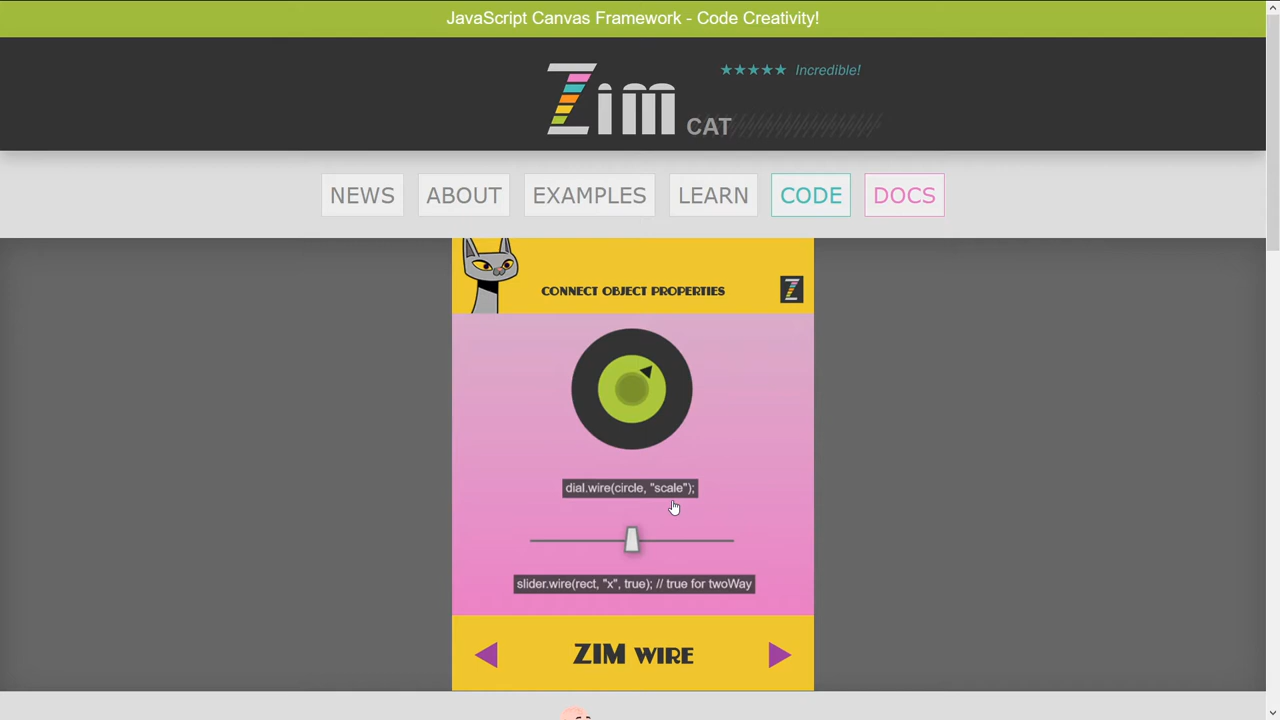 JavaScript Canvas Framework - Code Creativity!
★★★★★ Incredible!
Zim CAT
NEWS ABOUT EXAMPLES LEARN CODE DOCS
CONNECT OBJECT PROPERTIES
Z
dial.wire(circle, "scale");
slider.wire(rect, "x", true); // true for twoWay
ZIM WIRE